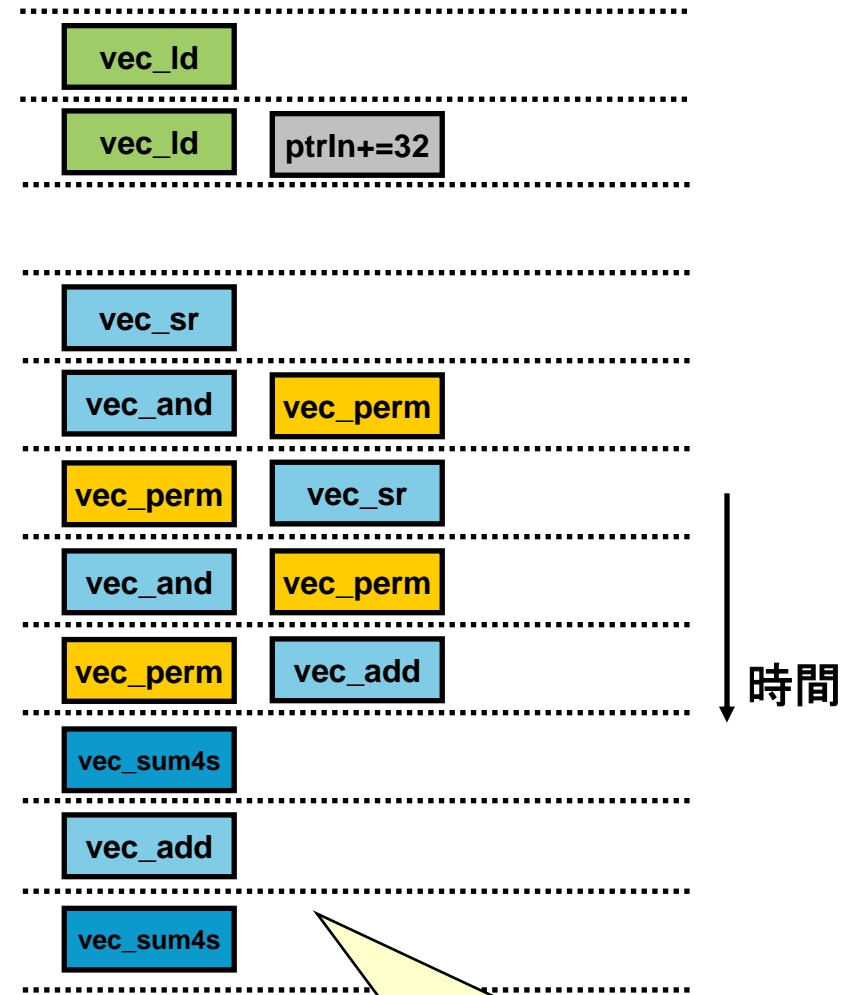 vec_ld
vec_ld ptrIn+=32
vec_sr
vec_and vec_perm
vec_perm vec_sr
vec_and vec_perm
vec_perm vec_add
時間
vec_sum4s
vec_add
vec_sum4s